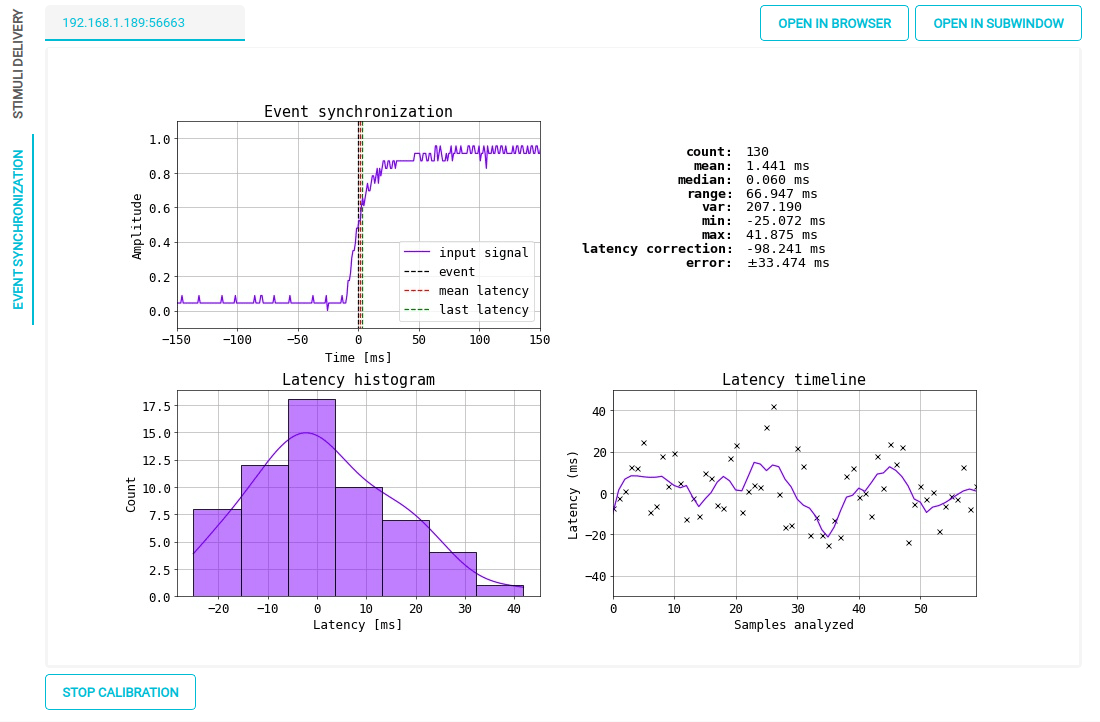 STIMULI DELIVERY
EVENT SYNCHRONIZATION
192.168.1.189:56663
OPEN IN BROWSER
OPEN IN SUBWINDOW
Event synchronization
Amplitude
1.0
0.8
0.6
0.4
0.2
0.0
input signal
event
mean latency
last latency
−150 −100 −50 0 50 100 150
Time [ms]
count: 130
mean: 1.441 ms
median: 0.060 ms
range: 66.947 ms
var: 207.190
min: -25.072 ms
max: 41.875 ms
latency correction: -98.241 ms
error: ±33.474 ms
Latency histogram
Count
17.5
15.0
12.5
10.0
7.5
5.0
2.5
0.0
−20 −10 0 10 20 30 40
Latency [ms]
Latency timeline
Latency (ms)
40
20
0
−20
−40
0 10 20 30 40 50
Samples analyzed
STOP CALIBRATION